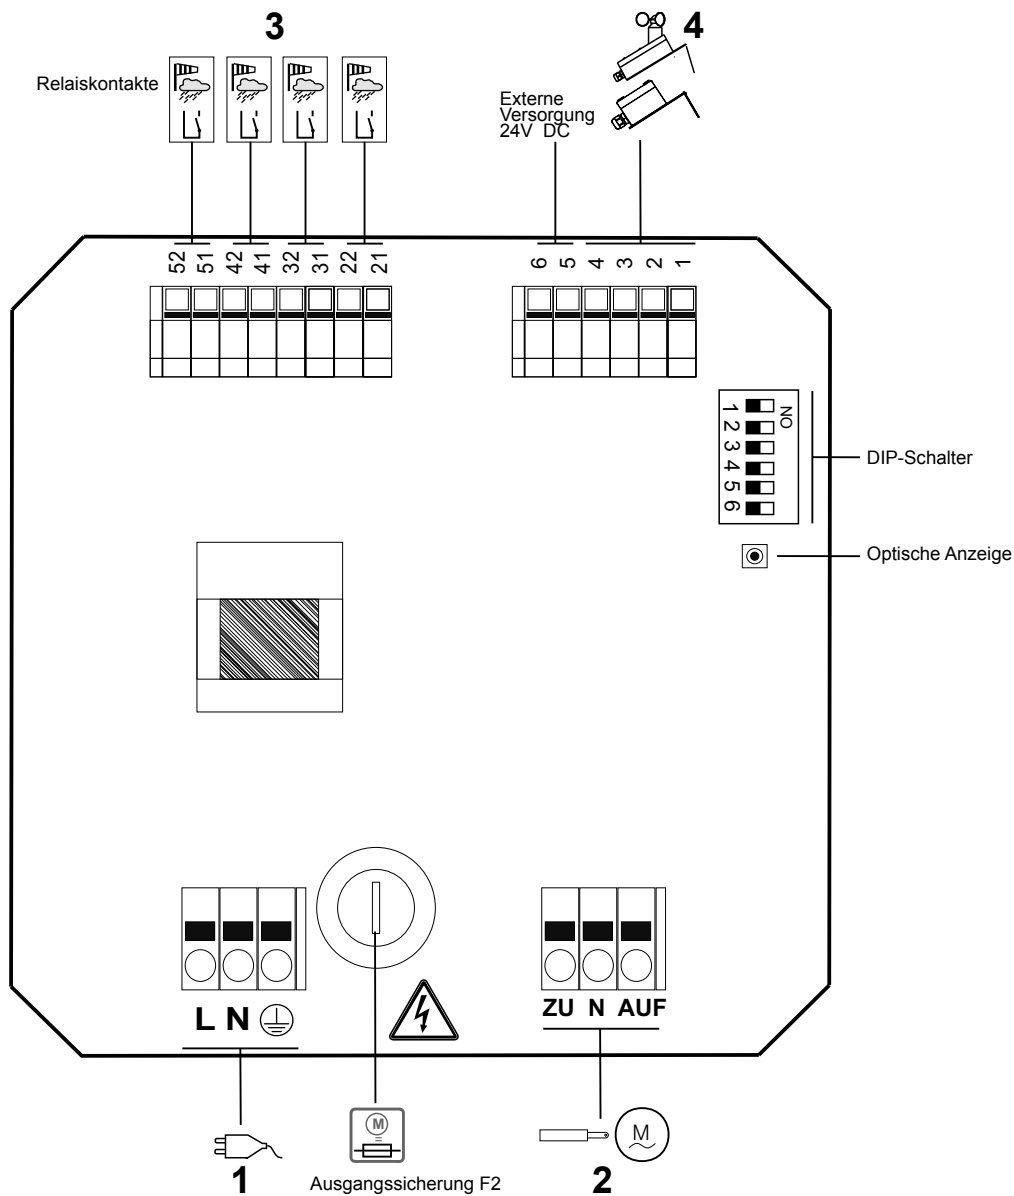 3
4
Relaiskontakte
Externe
Versorgung
24V DC
52 51 42 41 32 31 22 21
6 5 4 3 2 1
ON
1
2
3
4
5
6
DIP-Schalter
Optische Anzeige
L N
ZU N AUF
M
M
1
Ausgangssicherung F2
2